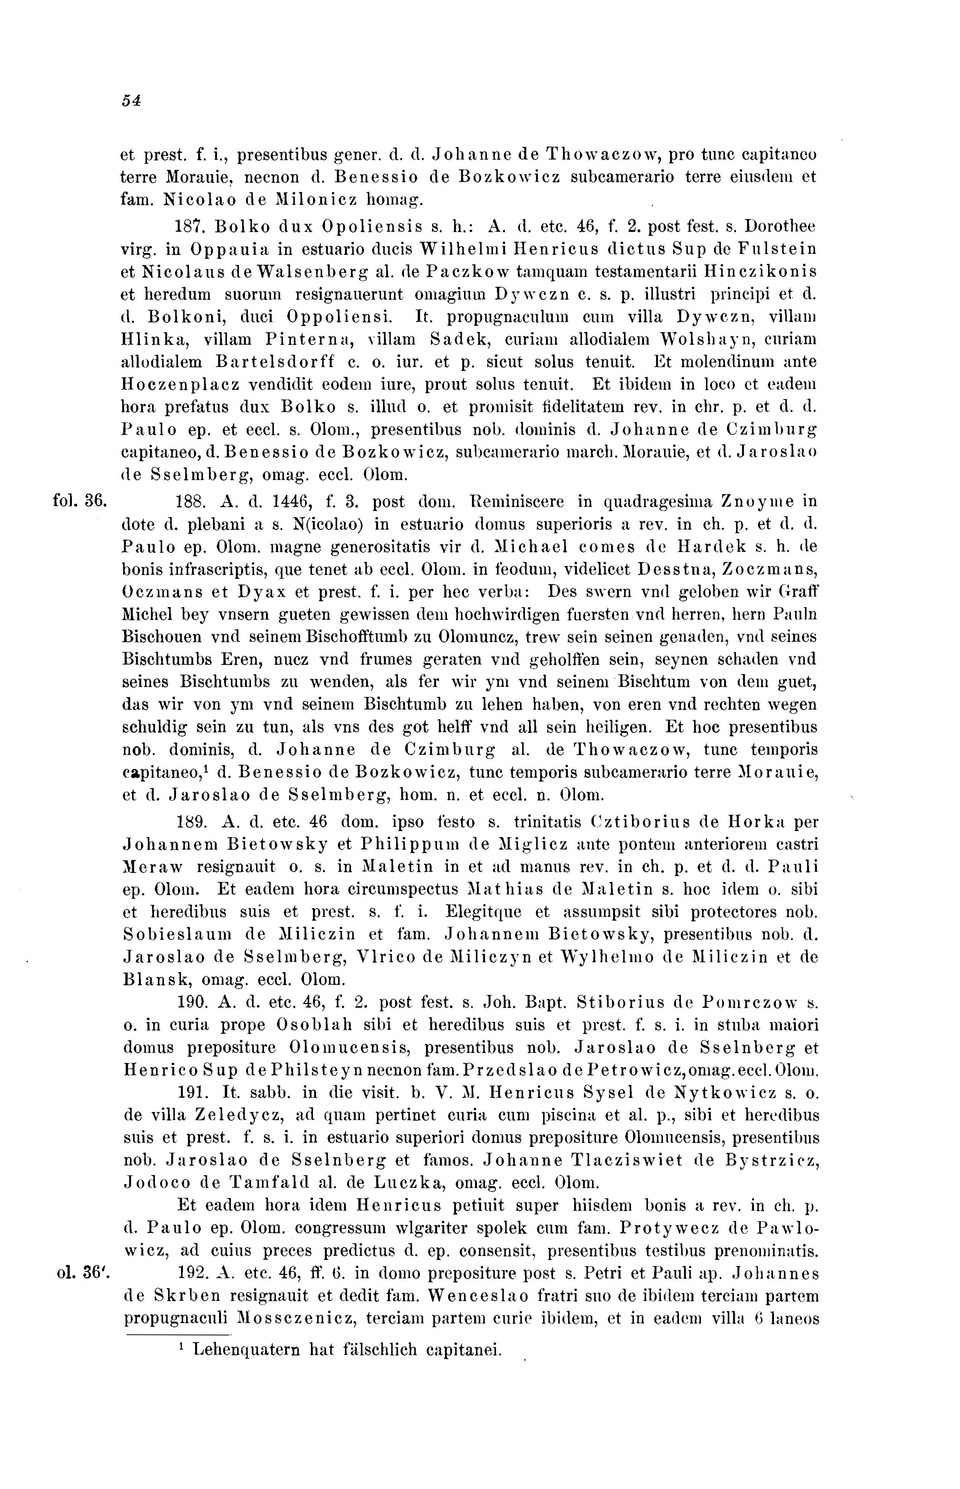 54
et prest. f. i., presentibus gener. d. d. Johanne de Thowaczow, pro tunc capitaneo
terre Morauie, necnon d. Benessio de Bozkowicz subcamerario terre eiusdem et
fam. Nicolao de Milonicz homag.
187. Bolko dux Opoliensis s. h.: A. d. etc. 46, f. 2. post fest. s. Dorothee
virg. in Oppauia in estuario ducis Wilhelmi Henricus dictus Sup de Fulstein
et Nicolaus de Walsenberg al. de Paczkow tamquam testamentarii Hinczikonis
et heredum suorum resignauerunt omagium Dywczn c. s. p. illustri principi et d.
d. Bolkoni, duci Oppoliensi. It. propugnaculum cum villa Dywczn, villam
Hlinka, villam Pinterna, villam Sadek, curiam allodialem Wolshayn, curiam
allodialem Bartelsdorff c. o. iur. et p. sicut solus tenuit. Et molendinum ante
Hoczenplacz vendidit eodem iure, prout solus tenuit. Et ibidem in loco et eadem
hora prefatus dux Bolko s. illud o. et promisit fidelitatem rev. in chr. p. et d. d.
Paulo ep. et eccl. s. Olom., presentibus nob. dominis d. Johanne de Czimburg
capitaneo, d. Benessio de Bozkowicz, subcamerario march. Morauie, et d. Jaroslao
de Sselmberg, omag. eccl. Olom.
fol. 36. 188. A. d. 1446, f. 3. post dom. Reminiscere in quadragesima Znoyme in
dote d. plebani a s. N(icolao) in estuario domus superioris a rev. in ch. p. et d. d.
Paulo ep. Olom. magne generositatis vir d. Michael comes de Hardek s. h. de
bonis infrascriptis, que tenet ab eccl. Olom. in feodum, videlicet Desstna, Zoczmans,
Oczmans et Dyax et prest. f. i. per hec verba: Des swern vnd geloben wir Graff
Michel bey vnsern gueten gewissen dem hochwirdigen fuersten vnd herren, hern Pauln
Bischouen vnd seinem Bischofftumb zu Olomuncz, trew sein seinen genaden, vnd seines
Bischtumbs Eren, nucz vnd frumes geraten vnd geholffen sein, seynen schaden vnd
seines Bischtumbs zu wenden, als fer wir ym vnd seinem Bischtum von dem guet,
das wir von ym vnd seinem Bischtumb zu lehen haben, von eren vnd rechten wegen
schuldig sein zu tun, als vns des got helff vnd all sein heiligen. Et hoc presentibus
nob. dominis, d. Johanne de Czimburg al. de Thowaczow, tunc temporis
capitaneo,¹ d. Benessio de Bozkowicz, tunc temporis subcamerario terre Morauie,
et d. Jaroslao de Sselmberg, hom. n. et eccl. n. Olom.
189. A. d. etc. 46 dom. ipso festo s. trinitatis Cztiborius de Horka per
Johannem Bietowsky et Philippum de Miglicz ante pontem anteriorem castri
Meraw resignauit o. s. in Maletin in et ad manus rev. in ch. p. et d. d. Pauli
ep. Olom. Et eadem hora circumspectus Mathias de Maletin s. hoc idem o. sibi
et heredibus suis et prest. s. f. i. Elegitque et assumpsit sibi protectores nob.
Sobieslaum de Miliczin et fam. Johannem Bietowsky, presentibus nob. d.
Jaroslao de Sselmberg, Vlrico de Miliczyn et Wylhelmo de Miliczin et de
Blansk, omag. eccl. Olom.
190. A. d. etc. 46, f. 2. post fest. s. Joh. Bapt. Stiborius de Pomrczow s.
o. in curia prope Osoblah sibi et heredibus suis et prest. f. s. i. in stuba maiori
domus prepositure Olomucensis, presentibus nob. Jaroslao de Sselnberg et
Henrico Sup de Philsteyn necnon fam. Przedslao de Petrowicz, omag. eccl. Olom.
191. It. sabb. in die visit. b. V. M. Henricus Sysel de Nytkowicz s. o.
de villa Zeledycz, ad quam pertinet curia cum piscina et al. p., sibi et heredibus
suis et prest. f. s. i. in estuario superiori domus prepositure Olomucensis, presentibus
nob. Jaroslao de Sselnberg et famos. Johanne Tlacziswiet de Bystrzicz,
Jodoco de Tamfald al. de Luczka, omag. eccl. Olom.
Et eadem hora idem Henricus petiuit super hiisdem bonis a rev. in ch. p.
d. Paulo ep. Olom. congressum wlgariter spolek cum fam. Protywecz de Pawlo-
wicz, ad cuius preces predictus d. ep. consensit, presentibus testibus prenominatis.
ol. 36′. 192. A. etc. 46, ff. 6. in domo prepositure post s. Petri et Pauli ap. Johannes
de Skrben resignauit et dedit fam. Wenceslao fratri suo de ibidem terciam partem
propugnaculi Mossczenicz, terciam partem curie ibidem, et in eadem villa 6 laneos
¹ Lehenquatern hat fälschlich capitanei.